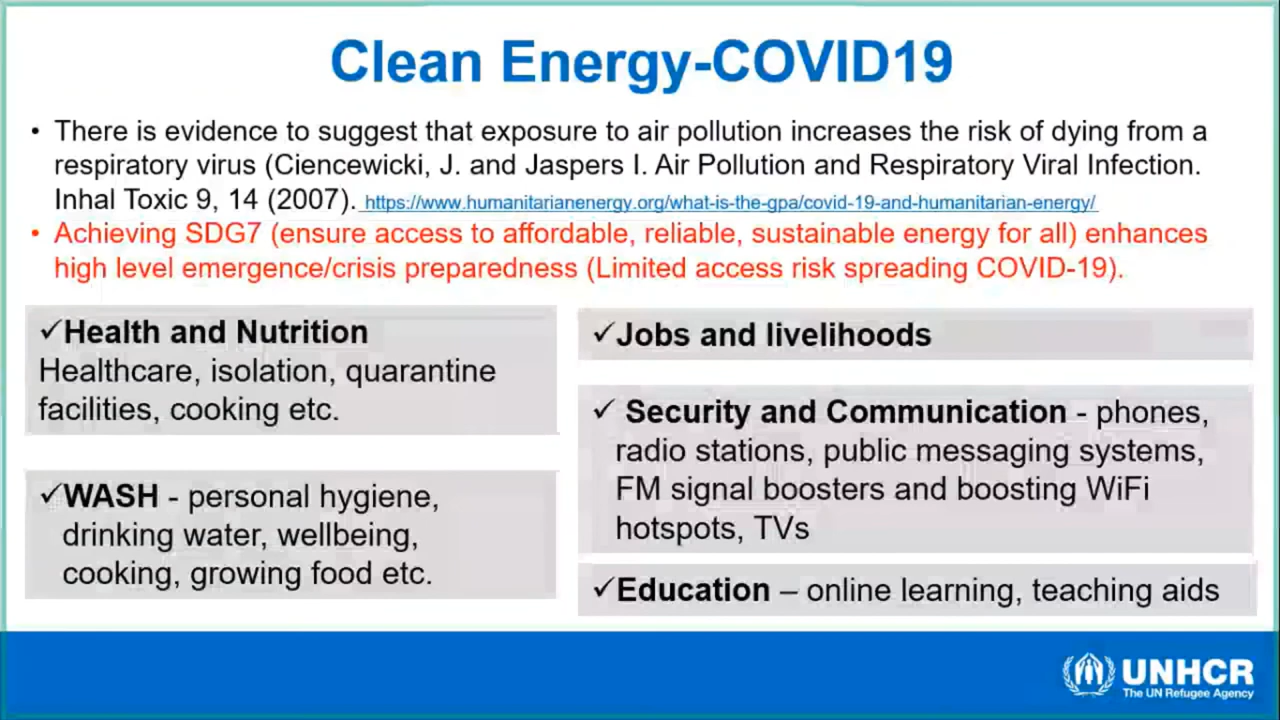 Clean Energy-COVID19
• There is evidence to suggest that exposure to air pollution increases the risk of dying from a
respiratory virus (Ciencewicki, J. and Jaspers I. Air Pollution and Respiratory Viral Infection.
Inhal Toxic 9, 14 (2007). https://www.humanitarianenergy.org/what-is-the-gpa/covid-19-and-humanitarian-energy/
• Achieving SDG7 (ensure access to affordable, reliable, sustainable energy for all) enhances
high level emergence/crisis preparedness (Limited access risk spreading COVID-19).
✓Health and Nutrition
Healthcare, isolation, quarantine
facilities, cooking etc.
✓WASH - personal hygiene,
drinking water, wellbeing,
cooking, growing food etc.
✓Jobs and livelihoods
✓ Security and Communication - phones,
radio stations, public messaging systems,
FM signal boosters and boosting WiFi
hotspots, TVs
✓Education – online learning, teaching aids
UNHCR
The UN Refugee Agency